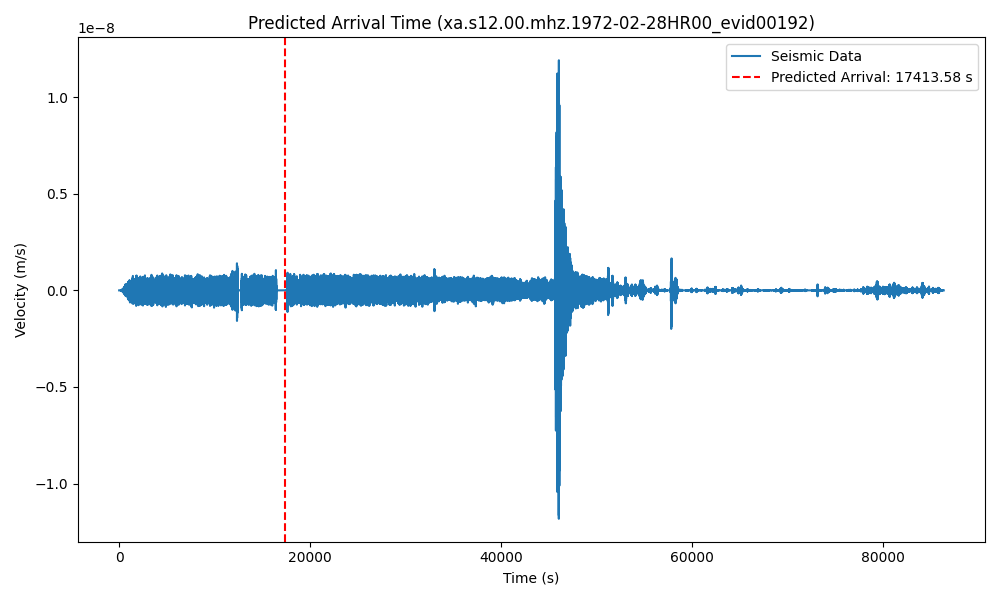 Predicted Arrival Time (xa.s12.00.mhz.1972-02-28HR00_evid00192)
1e−8
Seismic Data
Predicted Arrival: 17413.58 s
1.0
0.5
0.0
−0.5
−1.0
Velocity (m/s)
0 20000 40000 60000 80000
Time (s)